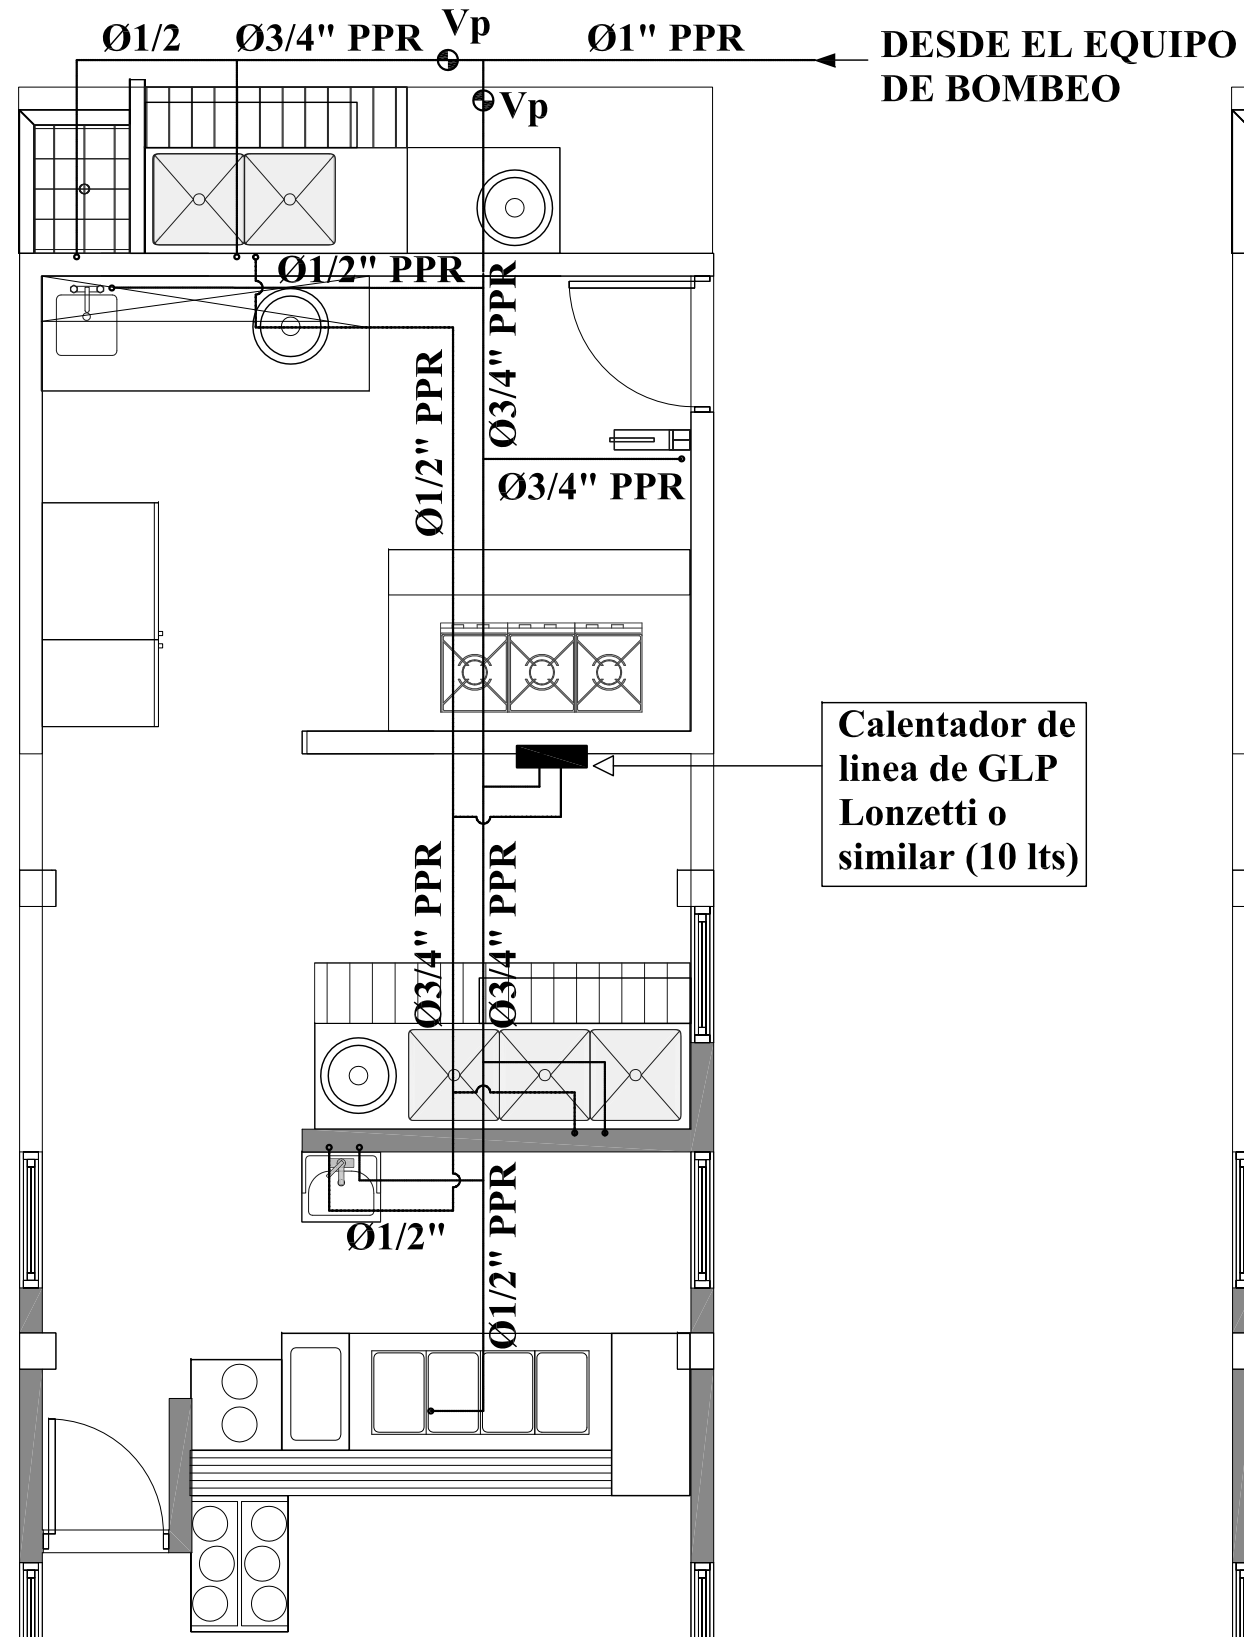 Ø1/2
Ø3/4" PPR
Vp
Ø1" PPR
DESDE EL EQUIPO
DE BOMBEO
Vp
Ø1/2" PPR
Ø3/4" PPR
Ø1/2" PPR
Ø3/4" PPR
Calentador de
linea de GLP
Lonzetti o
similar (10 lts)
Ø3/4" PPR
Ø3/4" PPR
Ø1/2" PPR
Ø1/2"